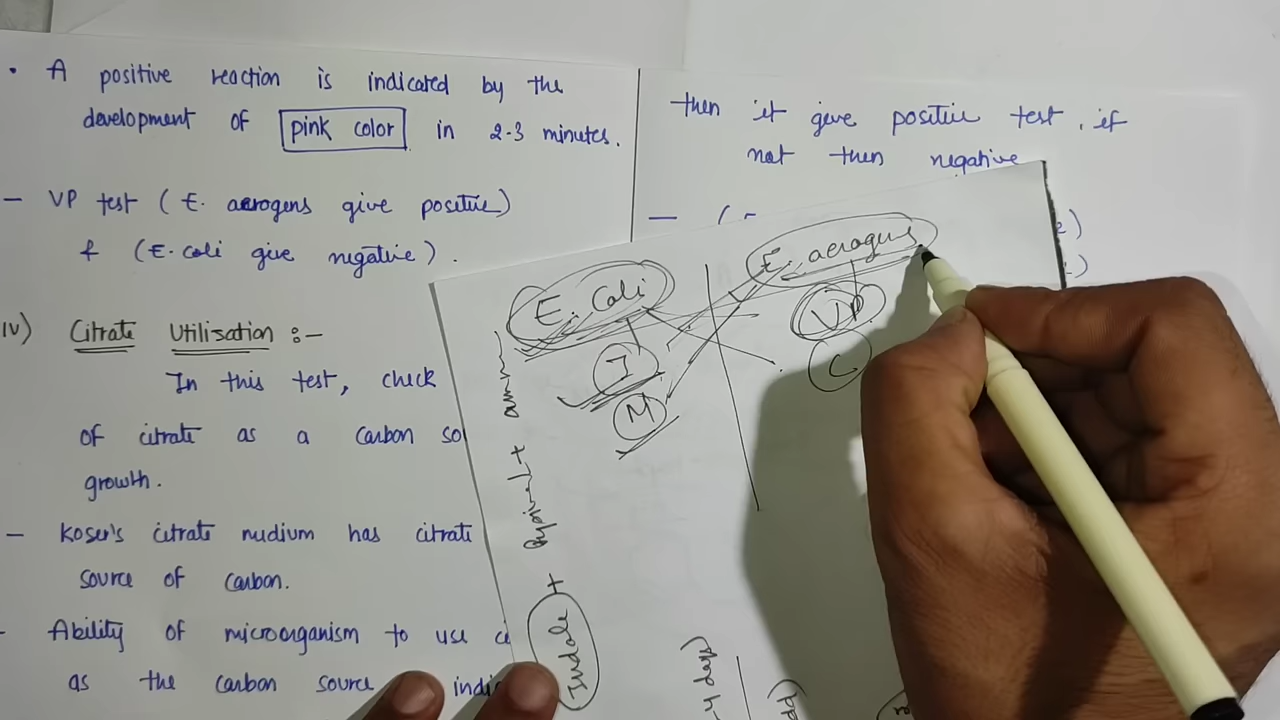 • A positive reaction is indicated by the
development of pink color in 2-3 minutes.
– VP test (E. aerogens give positive)
& (E. Coli give negative).
IV) Citrate Utilisation :–
In this test, check
of citrate as a carbon so
growth.
– Koser's citrate medium has citrate
source of carbon.
- Ability of microorganism to use
as the carbon source indi
then it give positive test, if
not then negative
— (
E. Coli
I
M
E. aerogens
VP
C
Indole +
4 days)